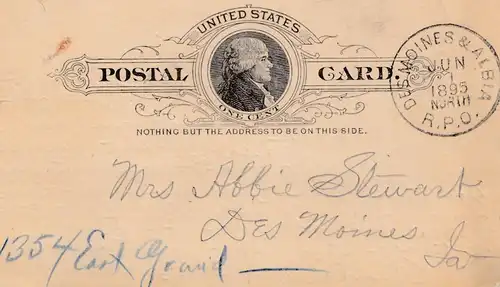 UNITED STATES
POSTAL CARD.
ONE CENT
NOTHING BUT THE ADDRESS TO BE ON THIS SIDE.
DES MOINES & ALBIA
JUN
1
1895
NORTH
R.P.O.
Mrs Abbie Stewart
Des Moines
Ia
1354 East Grand